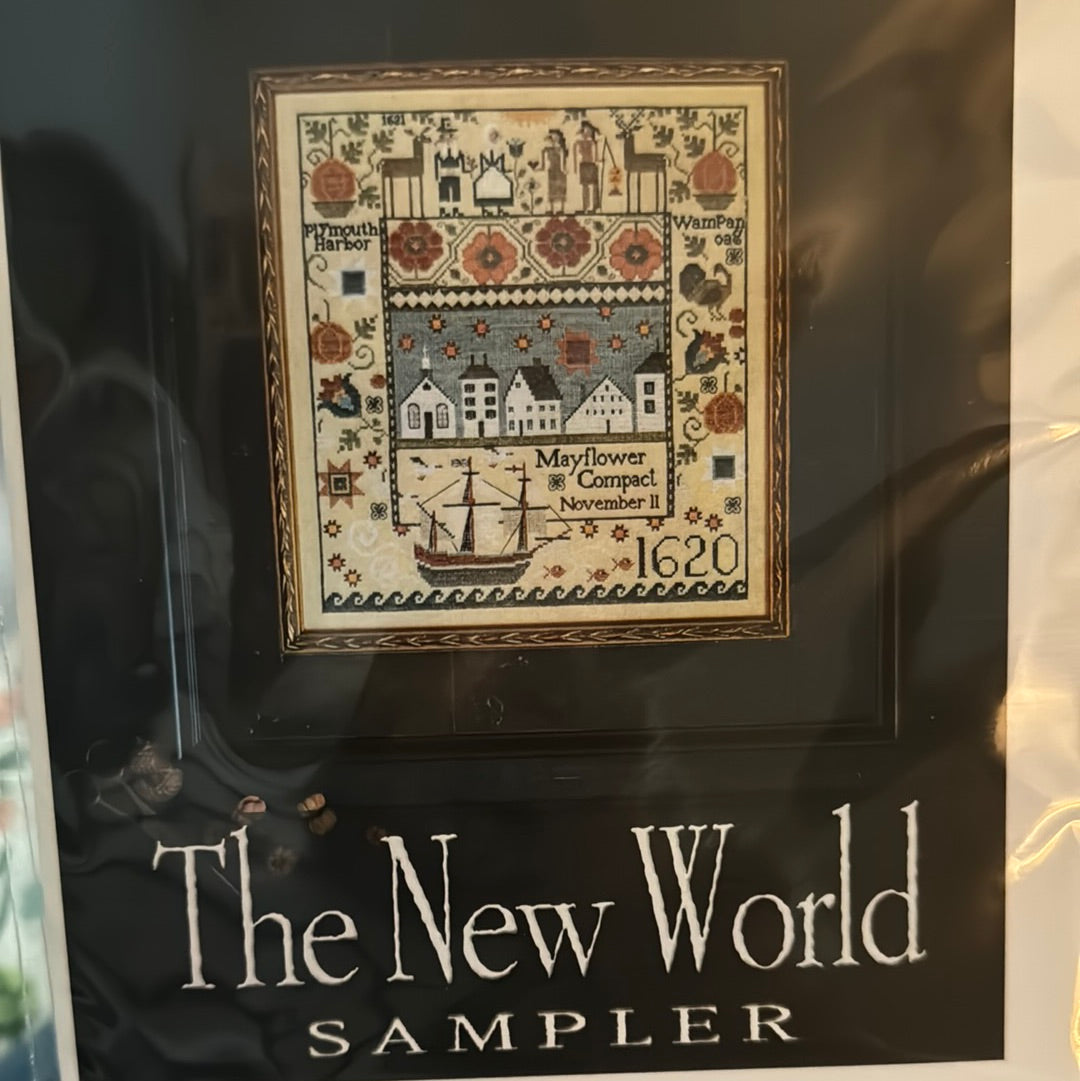 1621
Plymouth
Harbor
WamPan
oag
Mayflower
Compact
November 11
1620
The New World
SAMPLER